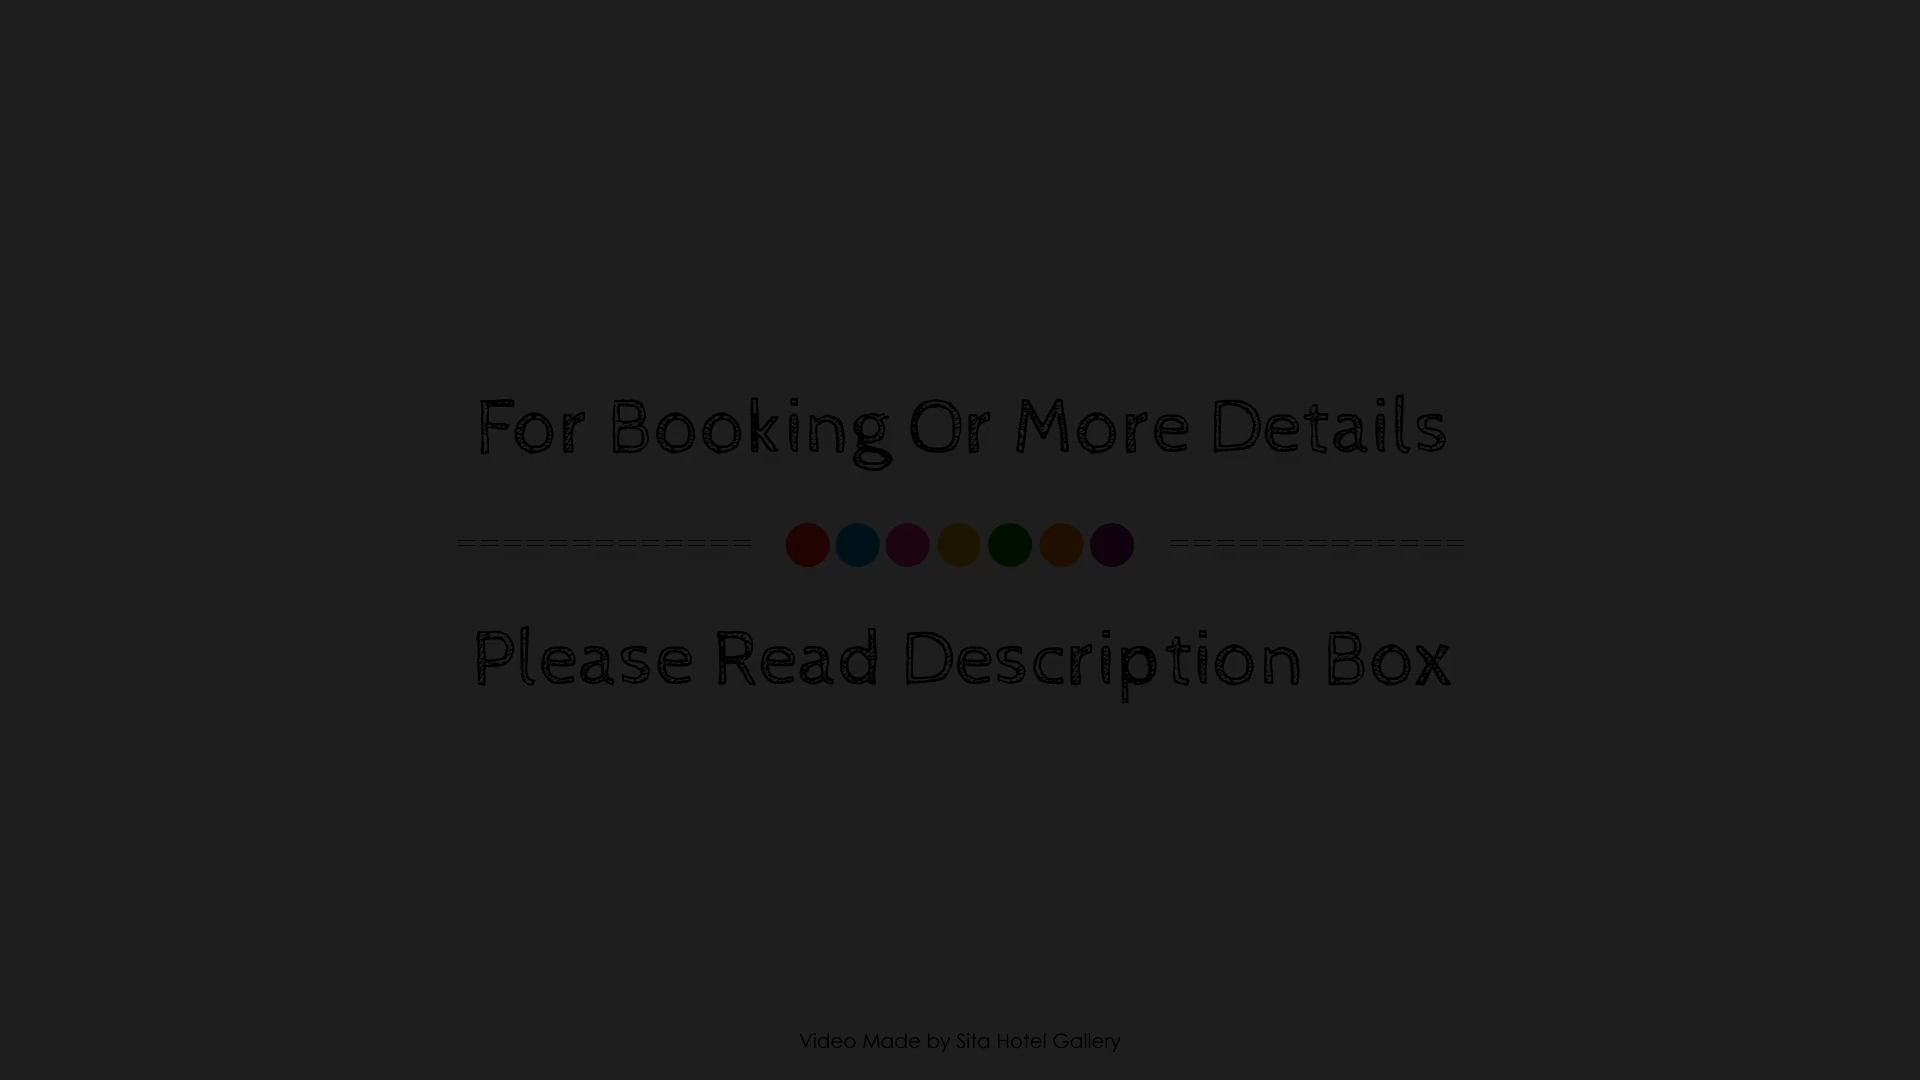 For Booking Or More Details
============= =============
Please Read Description Box
Video Made by Sita Hotel Gallery